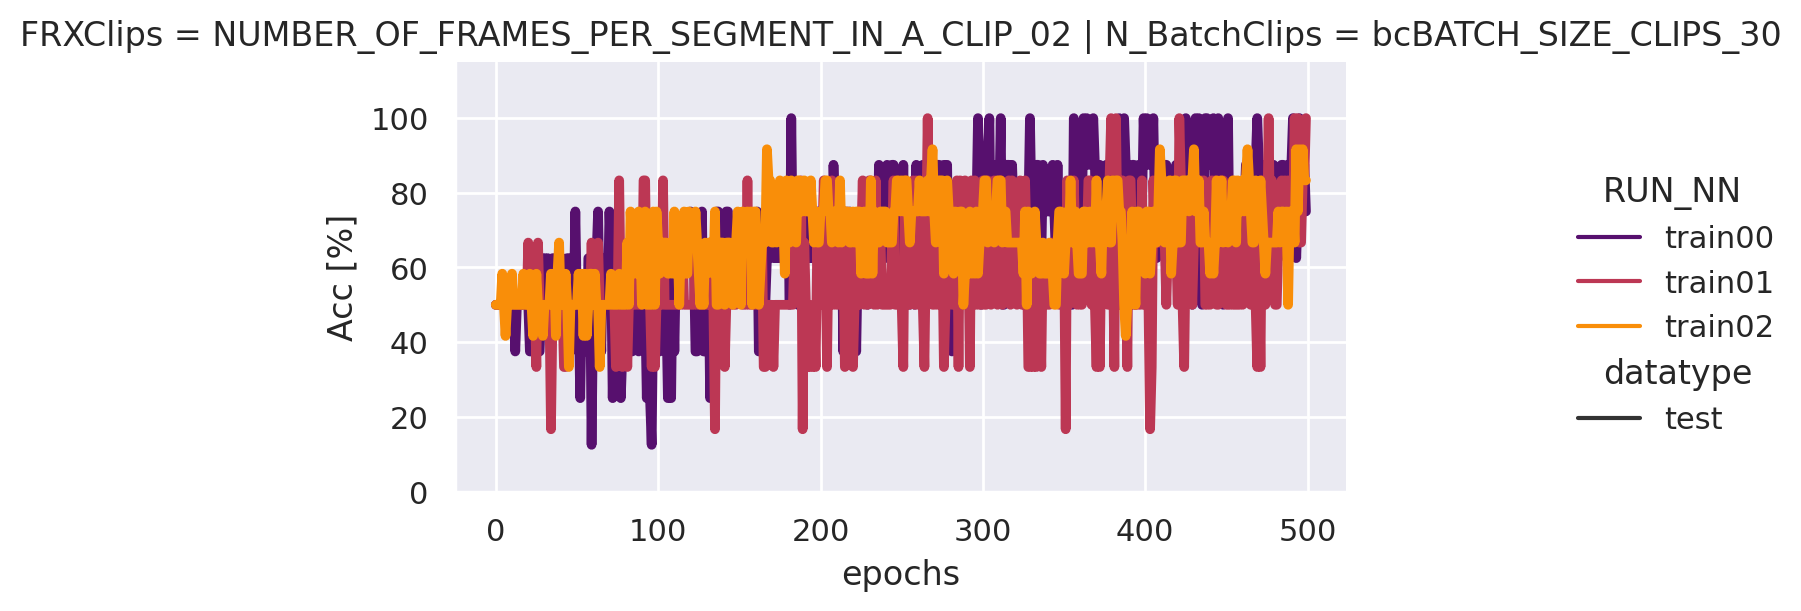 FRXClips = NUMBER_OF_FRAMES_PER_SEGMENT_IN_A_CLIP_02 | N_BatchClips = bcBATCH_SIZE_CLIPS_30
100
80
60
40
20
0
Acc [%]
0 100 200 300 400 500
epochs
RUN_NN
train00
train01
train02
datatype
test